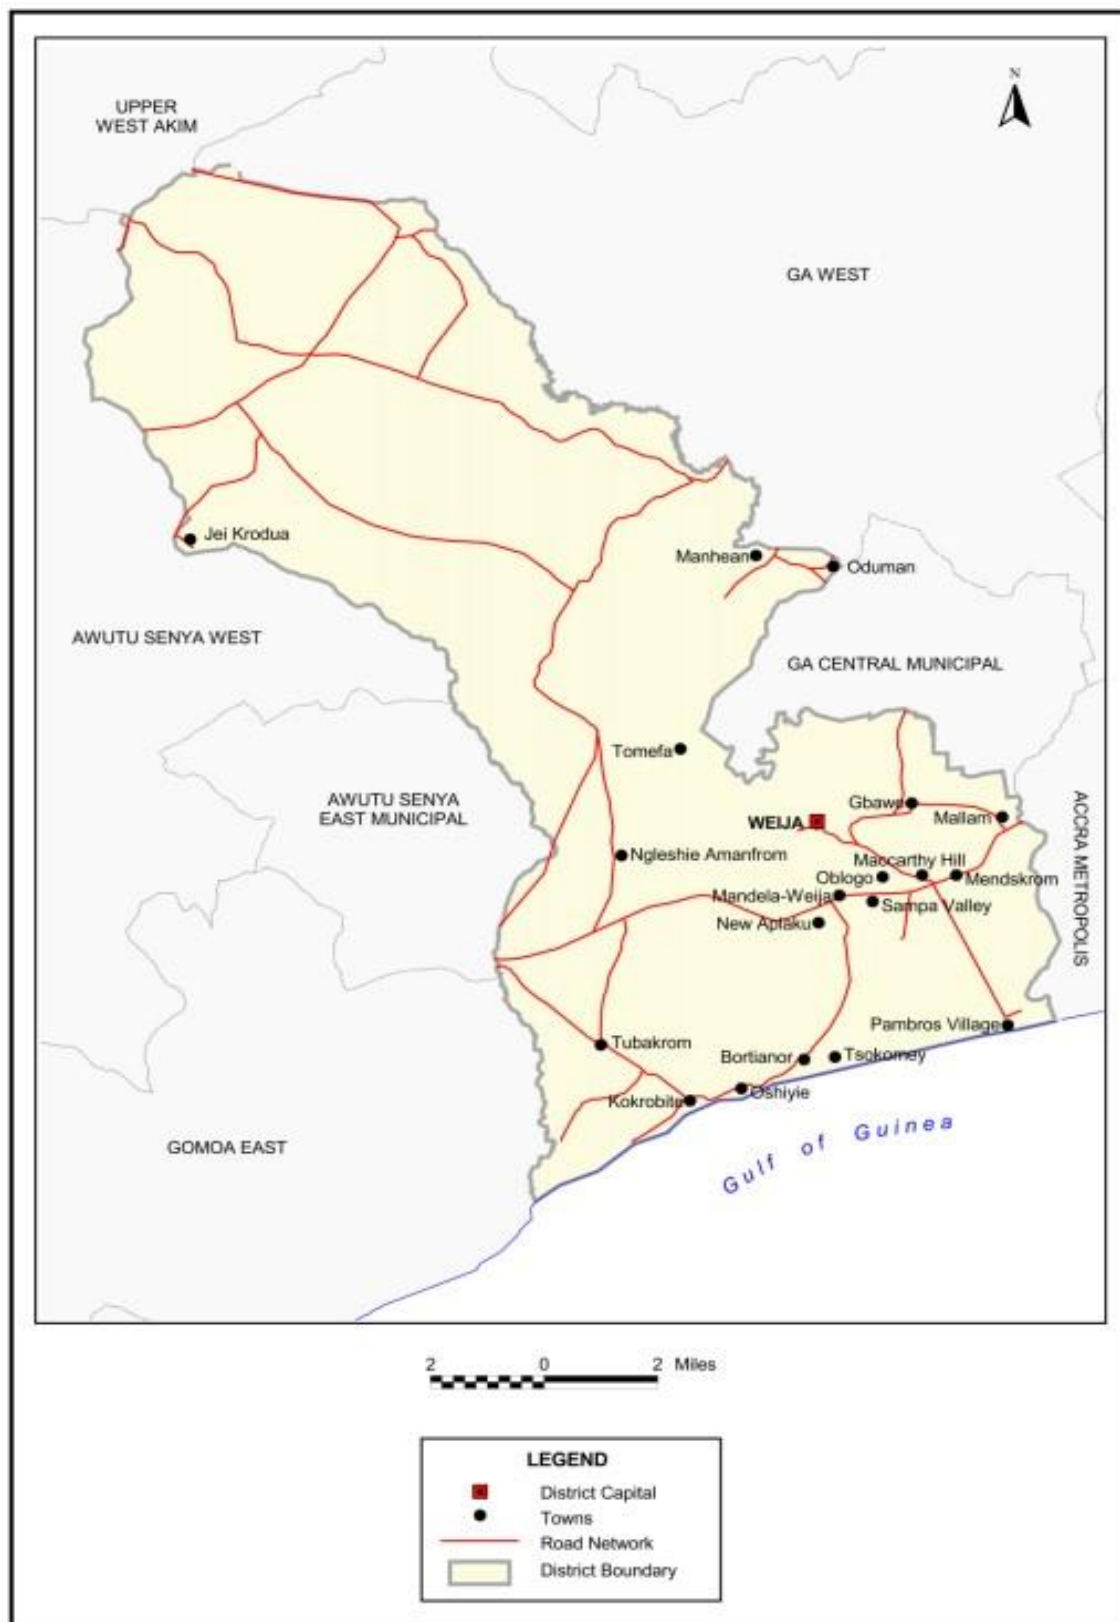 N
UPPER
WEST AKIM
GA WEST
Jei Krodua
Manhean
Oduman
AWUTU SENYA WEST
GA CENTRAL MUNICIPAL
Tomefa
AWUTU SENYA
EAST MUNICIPAL
Gbawe
WEIJA
Mallam
ACCRA METROPOLIS
Ngleshie Amanfrom
Maccarthy Hill
Oblogo
Mendskrom
Mandela-Weija
Sampa Valley
New Aplaku
Pambros Village
Tubakrom
Bortianor
Tsokomey
Oshiyie
Kokrobite
GOMOA EAST
Gulf of Guinea
2 0 2 Miles
LEGEND
District Capital
Towns
Road Network
District Boundary